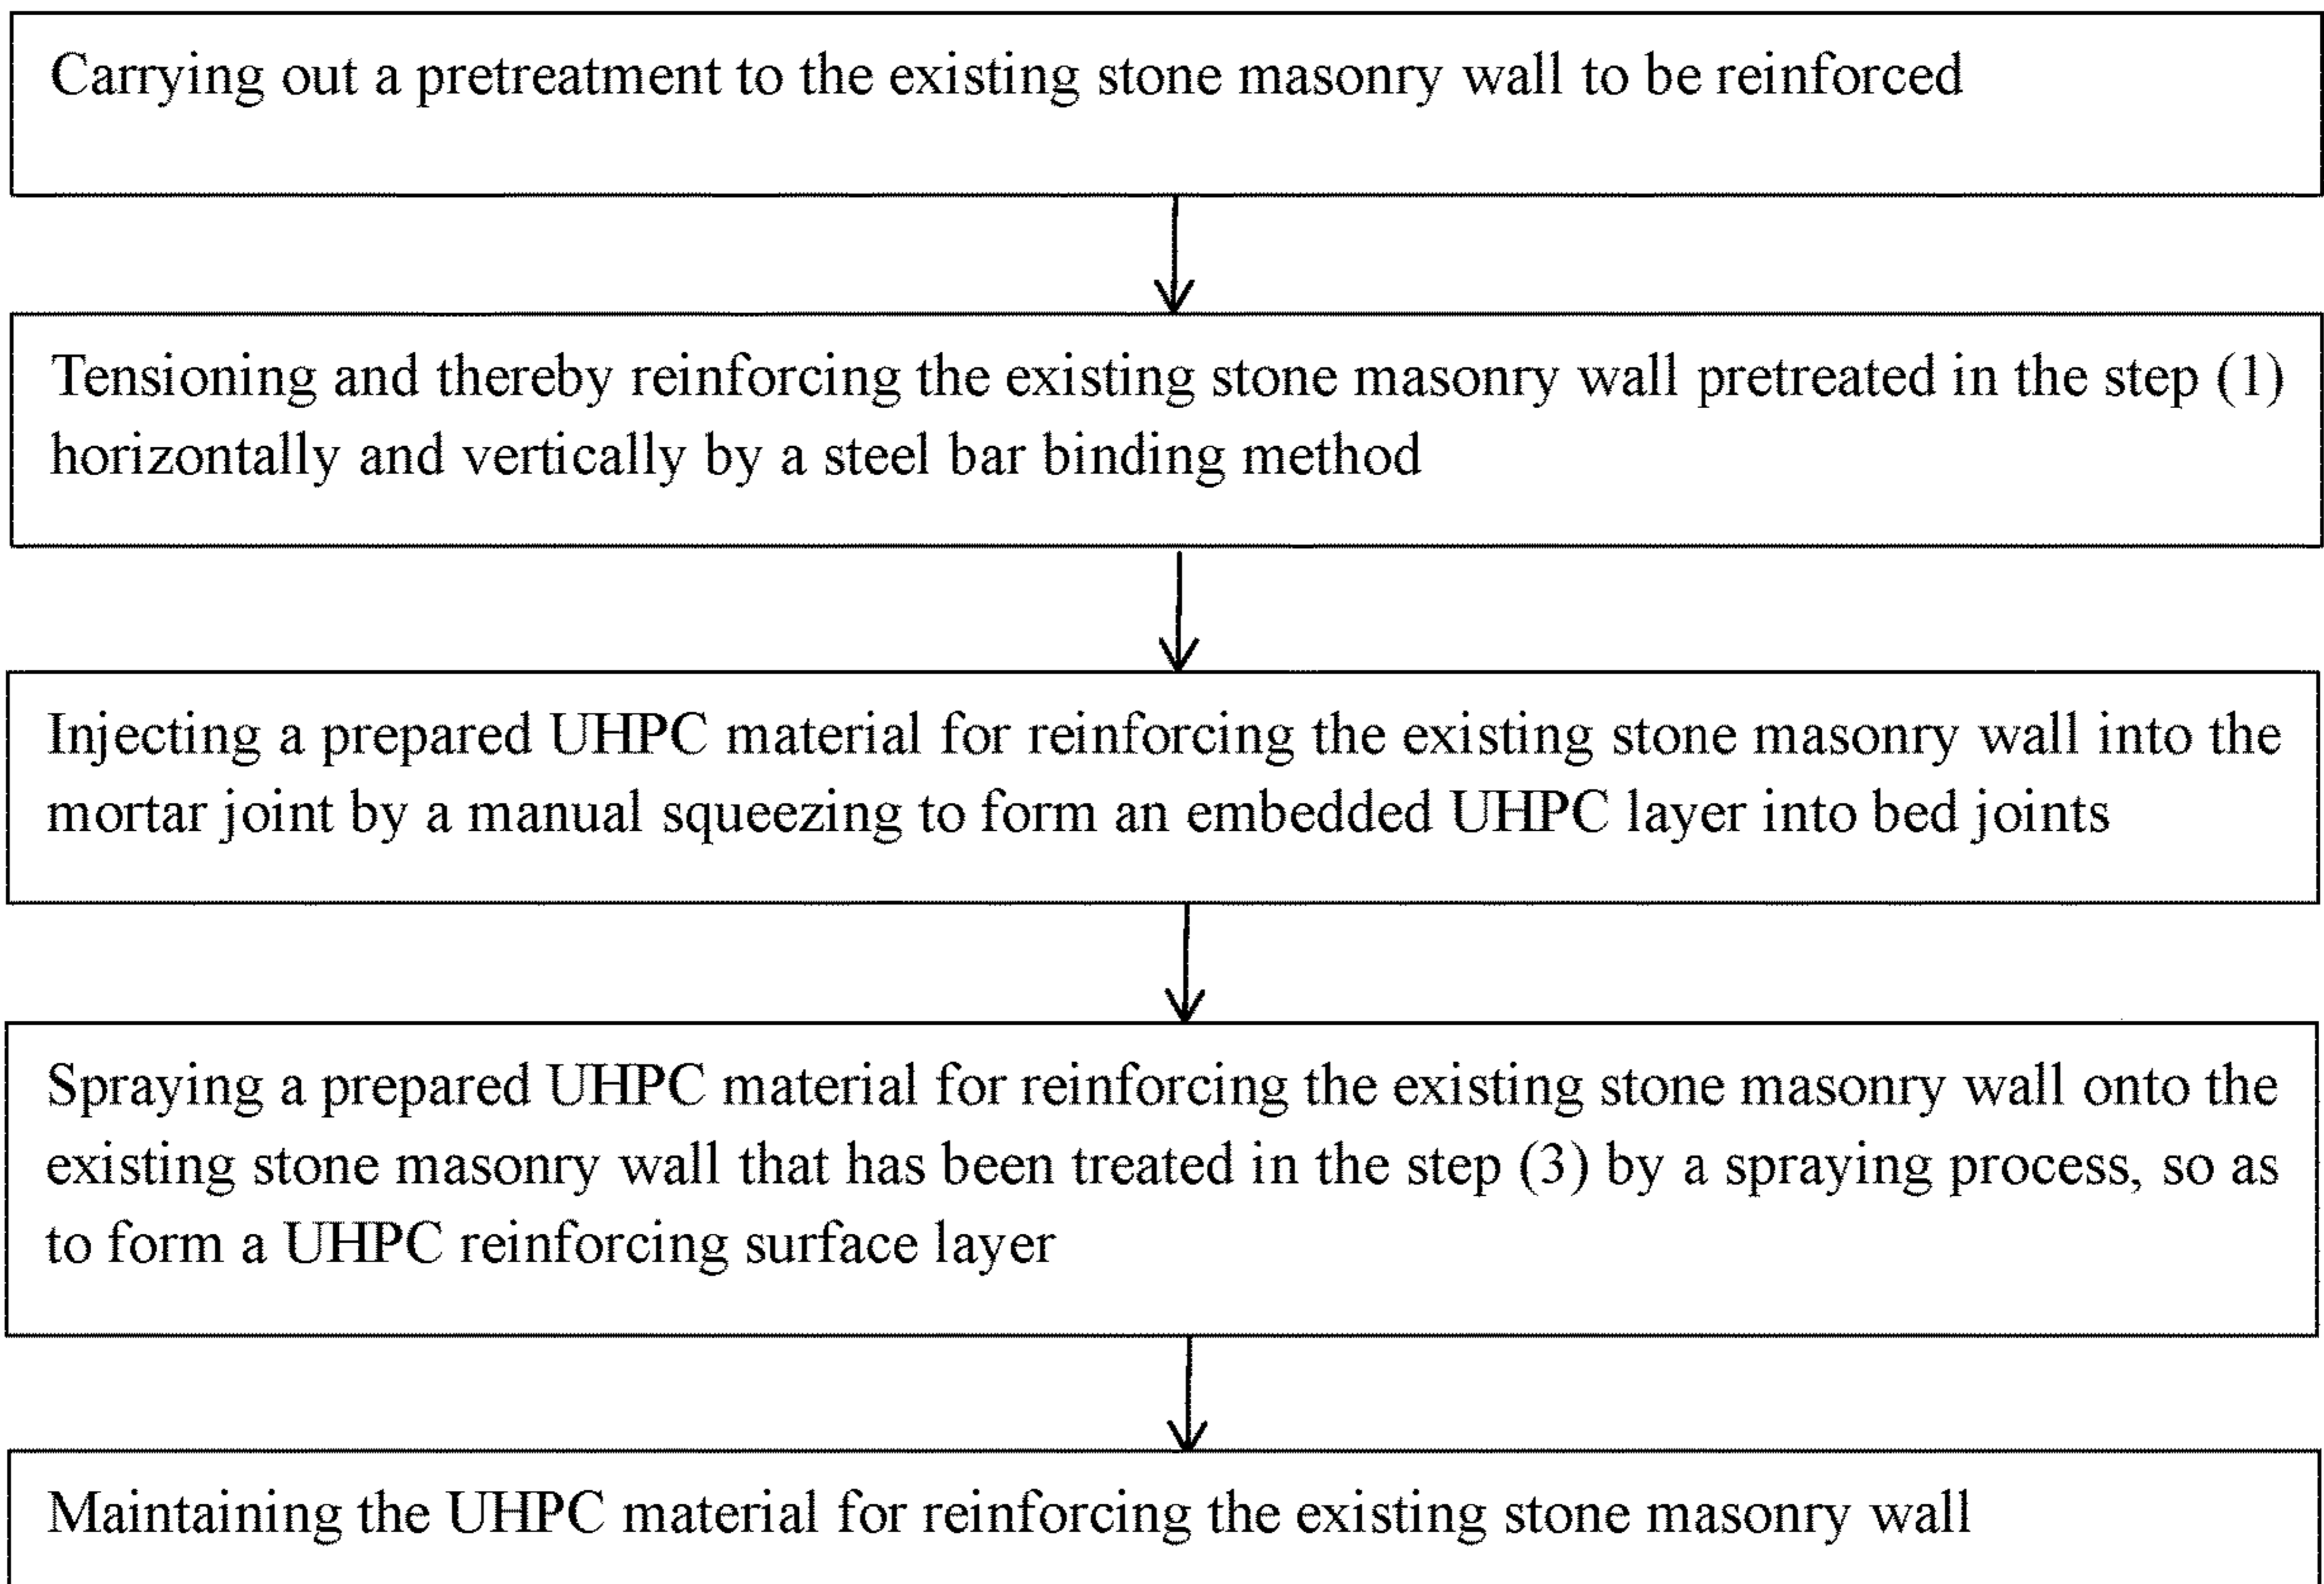 Carrying out a pretreatment to the existing stone masonry wall to be reinforced
Tensioning and thereby reinforcing the existing stone masonry wall pretreated in the step (1)
horizontally and vertically by a steel bar binding method
Injecting a prepared UHPC material for reinforcing the existing stone masonry wall into the
mortar joint by a manual squeezing to form an embedded UHPC layer into bed joints
Spraying a prepared UHPC material for reinforcing the existing stone masonry wall onto the
existing stone masonry wall that has been treated in the step (3) by a spraying process, so as
to form a UHPC reinforcing surface layer
Maintaining the UHPC material for reinforcing the existing stone masonry wall